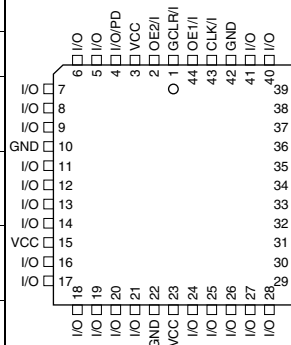 I/O 6
I/O 5
I/O/PD 4
VCC 3
OE2/I 2
GCLR/I 1
OE1/I 44
CLK/I 43
GND 42
I/O 41
I/O 40
I/O 7
I/O 8
I/O 9
GND 10
I/O 11
I/O 12
I/O 13
I/O 14
VCC 15
I/O 16
I/O 17
39
38
37
36
35
34
33
32
31
30
29
I/O 18
I/O 19
I/O 20
I/O 21
GND 22
VCC 23
I/O 24
I/O 25
I/O 26
I/O 27
I/O 28